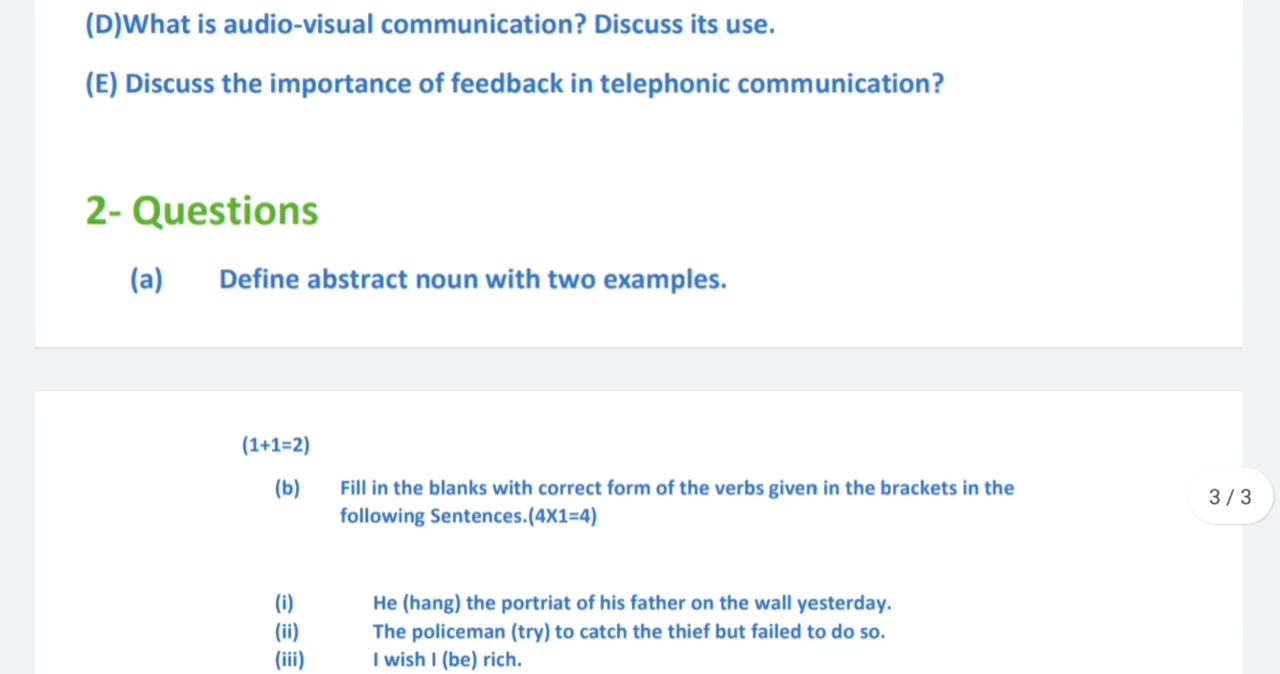 (D)What is audio-visual communication? Discuss its use.
(E) Discuss the importance of feedback in telephonic communication?
2- Questions
(a) Define abstract noun with two examples.
(1+1=2)
(b) Fill in the blanks with correct form of the verbs given in the brackets in the
following Sentences.(4X1=4)
3 / 3
(i) He (hang) the portriat of his father on the wall yesterday.
(ii) The policeman (try) to catch the thief but failed to do so.
(iii) I wish I (be) rich.